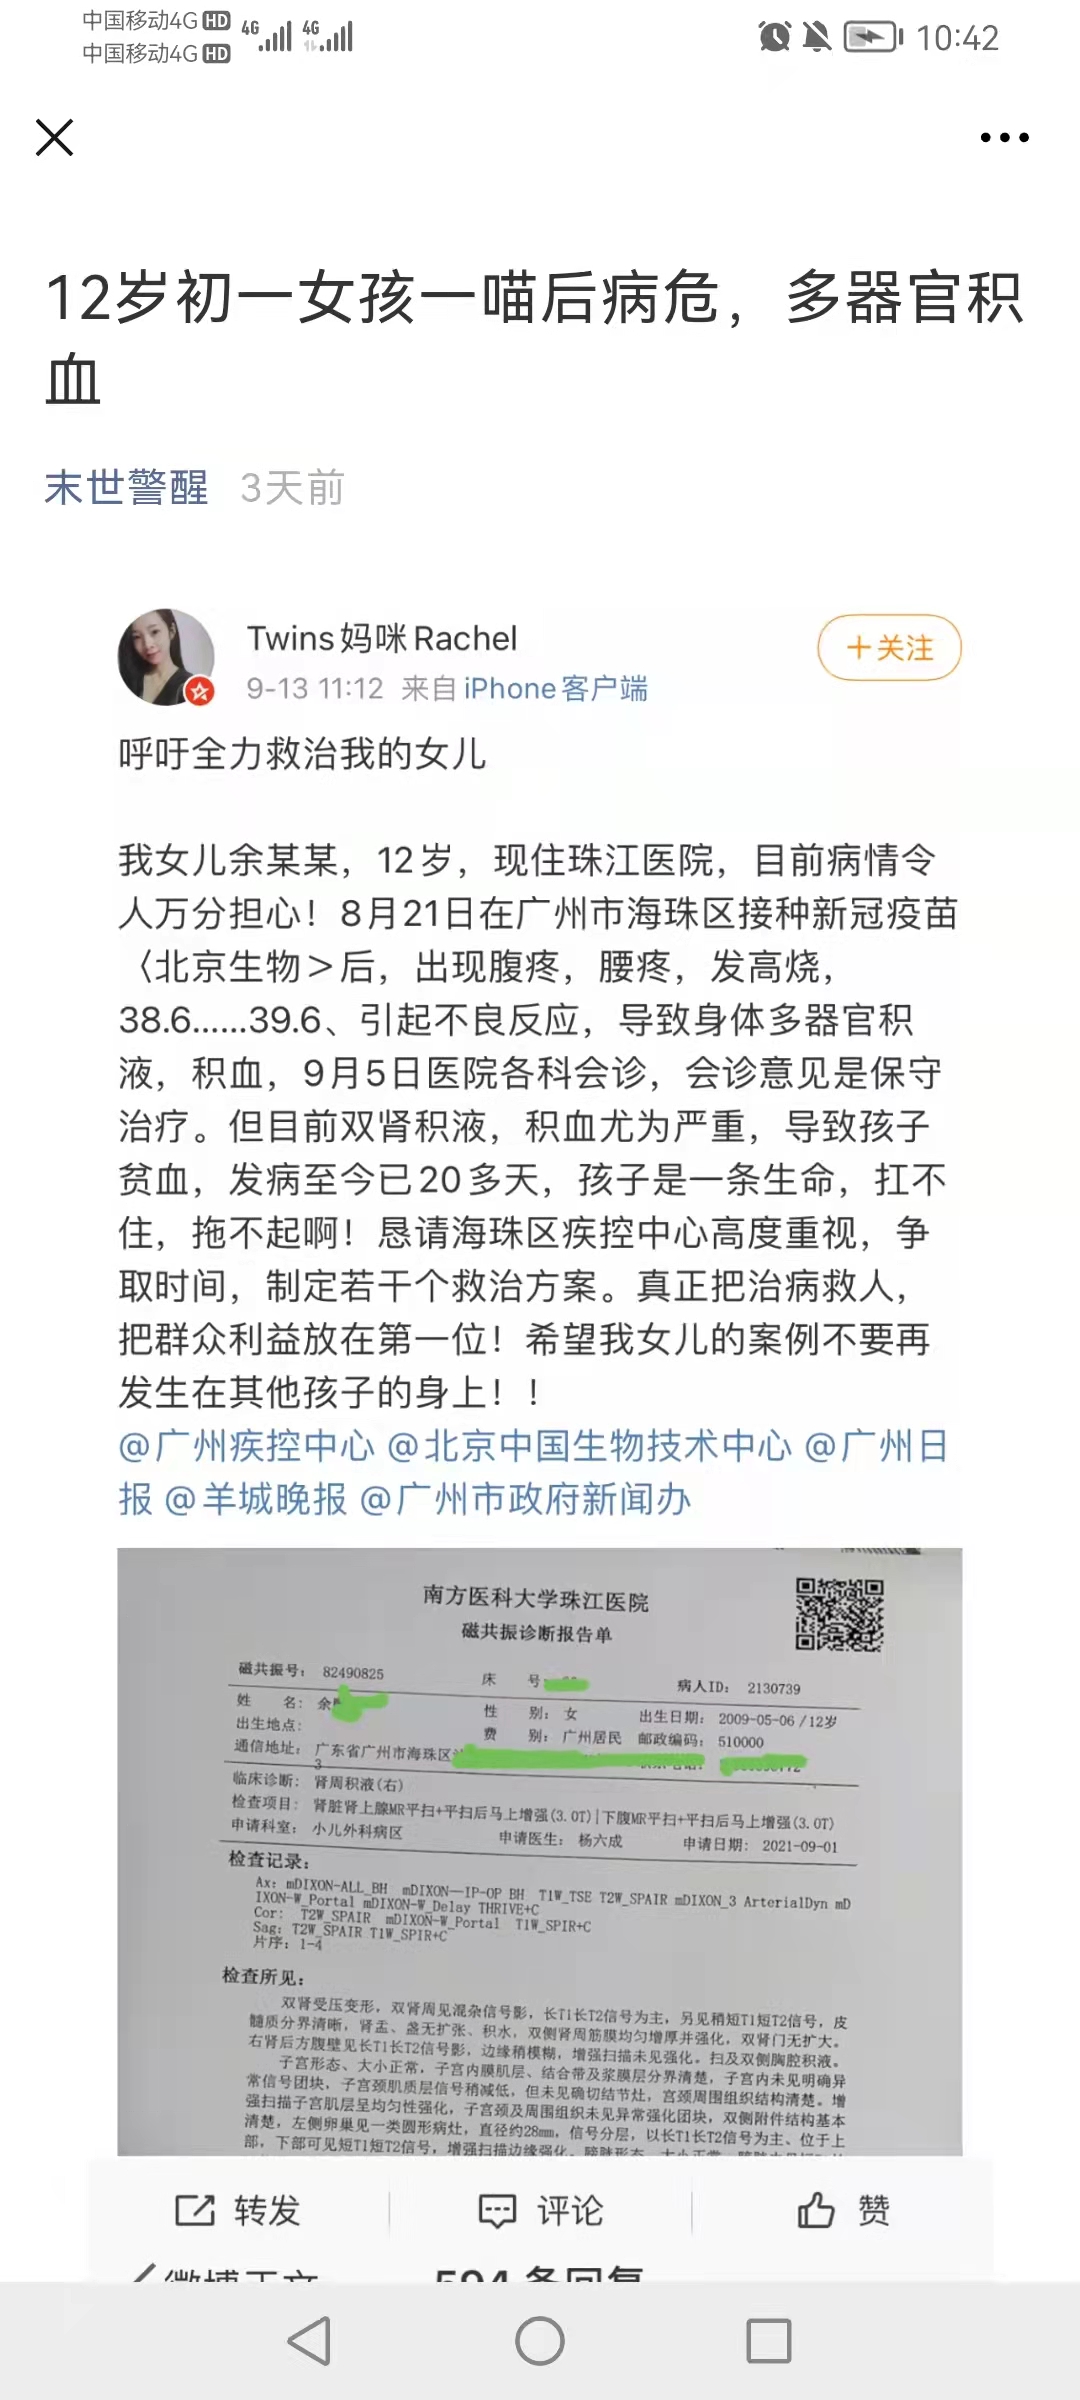 中国移动4G HD 4G 4G 10:42
中国移动4G HD
12岁初一女孩一喵后病危，多器官积
血
末世警醒 3天前
Twins妈咪Rachel
+关注
9-13 11:12 来自 iPhone客户端
呼吁全力救治我的女儿
我女儿余某某，12岁，现住珠江医院，目前病情令
人万分担心！8月21日在广州市海珠区接种新冠疫苗
〈北京生物＞后，出现腹疼，腰疼，发高烧，
38.6......39.6、引起不良反应，导致身体多器官积
液，积血，9月5日医院各科会诊，会诊意见是保守
治疗。但目前双肾积液，积血尤为严重，导致孩子
贫血，发病至今已20多天，孩子是一条生命，扛不
住，拖不起啊！恳请海珠区疾控中心高度重视，争
取时间，制定若干个救治方案。真正把治病救人，
把群众利益放在第一位！希望我女儿的案例不要再
发生在其他孩子的身上！！
@广州疾控中心 @北京中国生物技术中心 @广州日
报 @羊城晚报 @广州市政府新闻办
南方医科大学珠江医院
磁共振诊断报告单
磁共振号： 82490825 床 号： 病人ID： 2130739
姓 名： 余 性 别： 女 出生日期： 2009-05-06 /12岁
出生地点： 费 别： 广州居民 邮政编码： 510000
通信地址： 广东省广州市海珠区
3
临床诊断： 肾周积液(右)
检查项目： 肾脏肾上腺MR平扫+平扫后马上增强(3.0T)|下腹MR平扫+平扫后马上增强(3.0T)
申请科室： 小儿外科病区 申请医生： 杨六成 申请日期： 2021-09-01
检查记录：
Ax: mDIXON-ALL_BH mDIXON—IP-OP BH T1W_TSE T2W_SPAIR mDIXON_3 ArterialDyn mD
IXON-W_Portal mDIXON-W_Delay THRIVE+C
Cor: T2W_SPAIR mDIXON-W_Portal T1W_SPIR+C
Sag: T2W_SPAIR T1W_SPIR+C
片序：1-4
检查所见：
双肾受压变形，双肾周见混杂信号影，长T1长T2信号为主，另见稍短T1短T2信号，皮
髓质分界清晰，肾盂、盏无扩张、积水，双侧肾周筋膜均匀增厚并强化，双肾门无扩大。
右肾后方腹壁见长T1长T2信号影，边缘稍模糊，增强扫描未见强化。扫及双侧胸腔积液。
子宫形态、大小正常，子宫内膜肌层、结合带及浆膜层分界清楚，子宫内未见明确异
常信号团块，子宫颈肌质层信号稍减低，但未见确切结节灶，宫颈周围组织结构清楚。增
强扫描子宫肌层呈均匀性强化，子宫颈及周围组织未见异常强化团块，双侧附件结构基本
清楚，左侧卵巢见一类圆形病灶，直径约28mm，信号分层，以长T1长T2信号为主、位于上
部，下部可见短T1短T2信号，增强扫描边缘强化。膀胱形态、大小正常
转发 评论 赞
微博正文 594 条回复